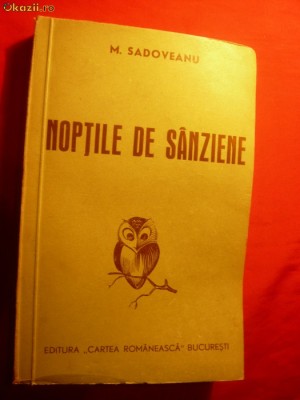 Okazii.ro
M. SADOVEANU
NOPȚILE DE SÂNZIENE
EDITURA „CARTEA ROMÂNEASCĂ" BUCUREȘTI